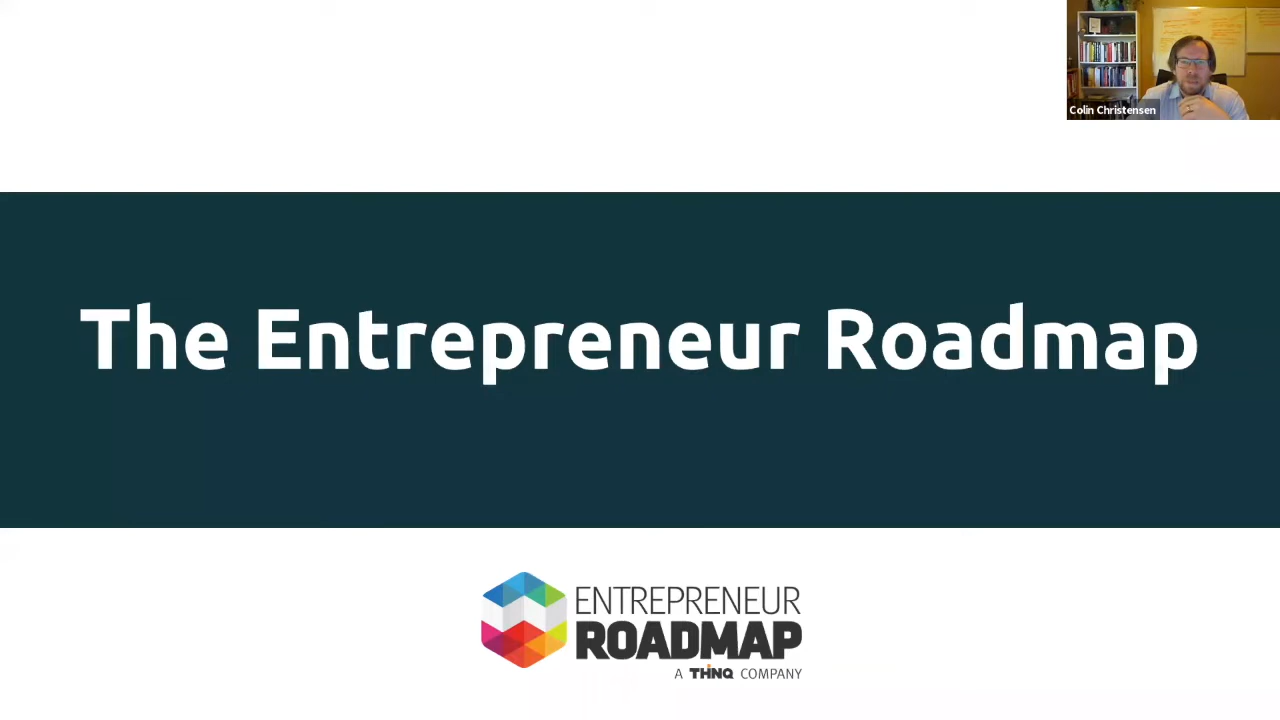 Colin Christensen
The Entrepreneur Roadmap
ENTREPRENEUR
ROADMAP
A THINQ COMPANY